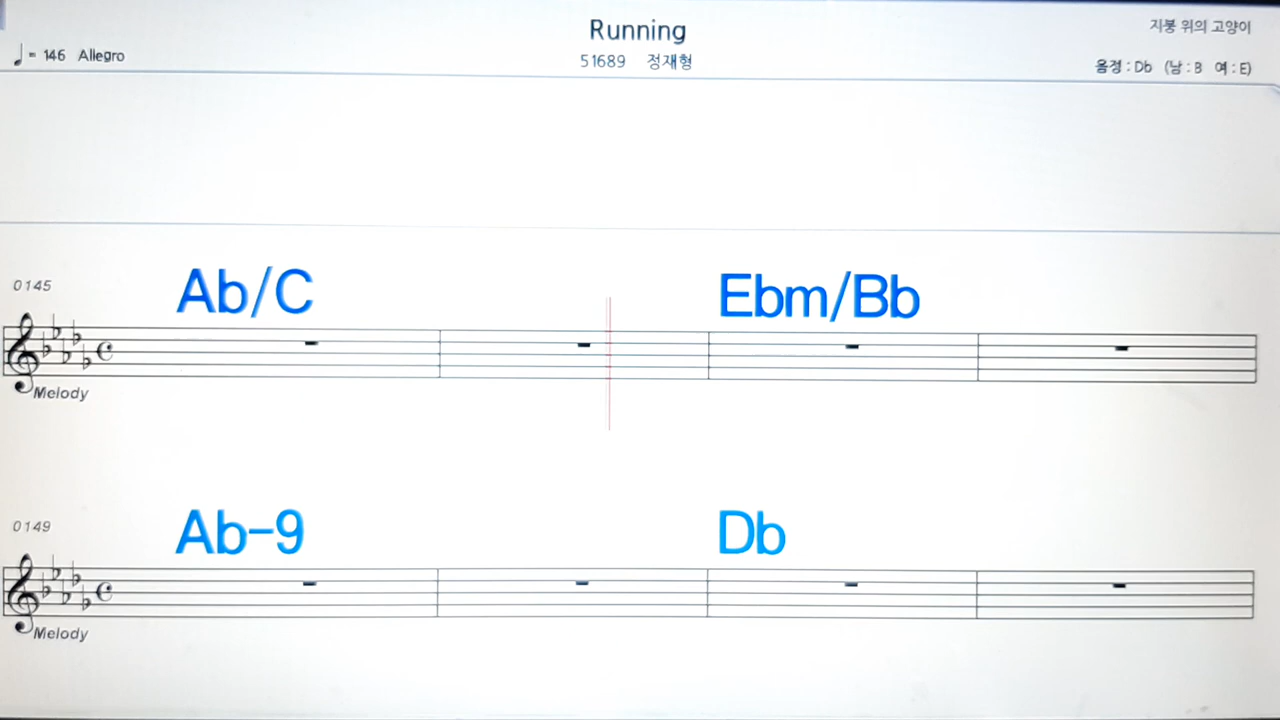 Running
지붕 위의 고양이
♩= 146 Allegro
51689 정재형
음정 : Db (남 : B 여 : E)
0145
Ab/C
Ebm/Bb
Melody
0149
Ab-9
Db
Melody